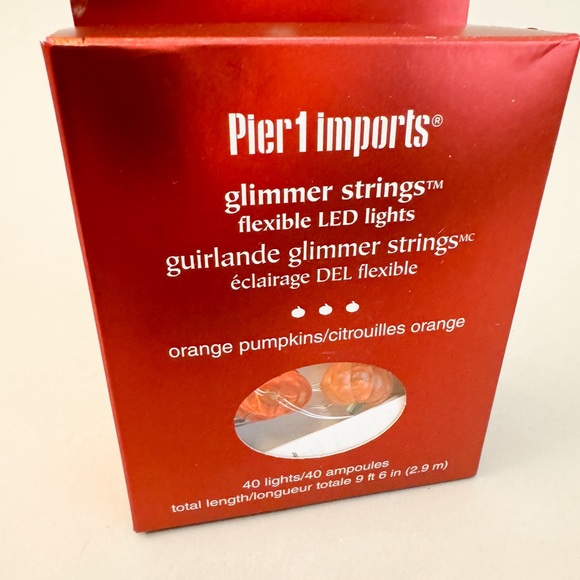 Pier1 imports®
glimmer strings™
flexible LED lights
guirlande glimmer stringsMC
éclairage DEL flexible
orange pumpkins/citrouilles orange
40 lights/40 ampoules
total length/longueur totale 9 ft 6 in (2.9 m)